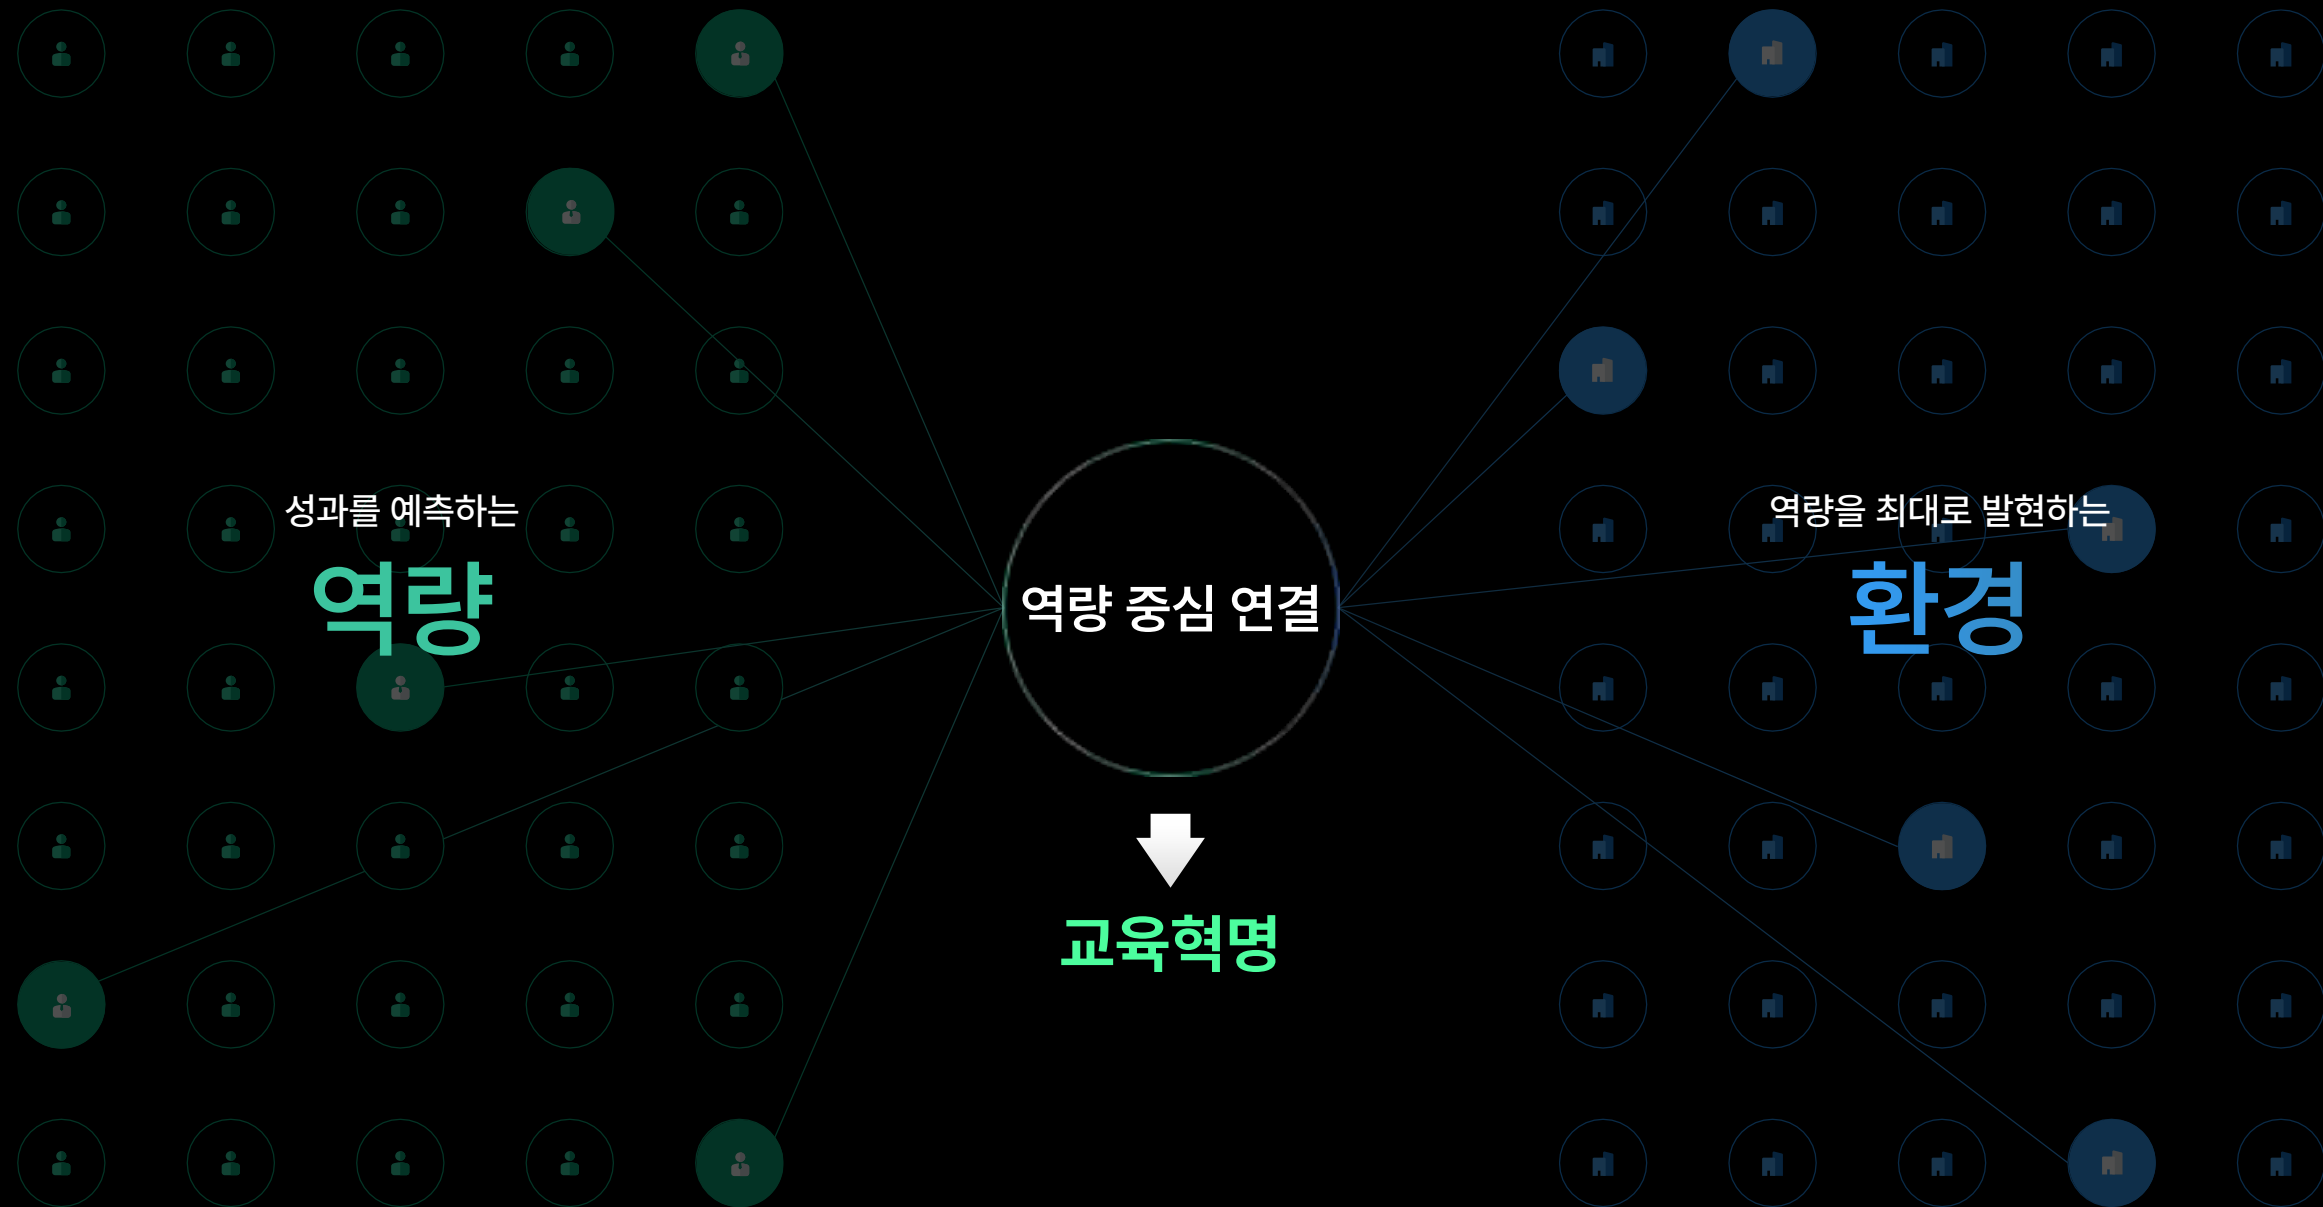 성과를 예측하는
역량
역량 중심 연결
교육혁명
역량을 최대로 발현하는
환경